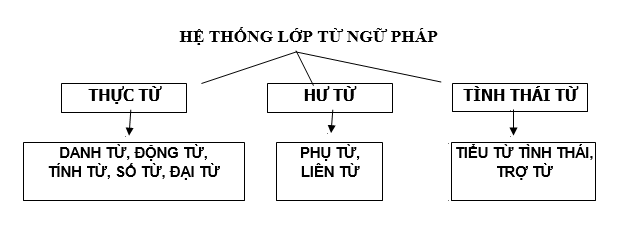 HỆ THỐNG LỚP TỪ NGỮ PHÁP
THỰC TỪ
HƯ TỪ
TÌNH THÁI TỪ
DANH TỪ, ĐỘNG TỪ,
TÍNH TỪ, SỐ TỪ, ĐẠI TỪ
PHỤ TỪ,
LIÊN TỪ
TIỂU TỪ TÌNH THÁI,
TRỢ TỪ